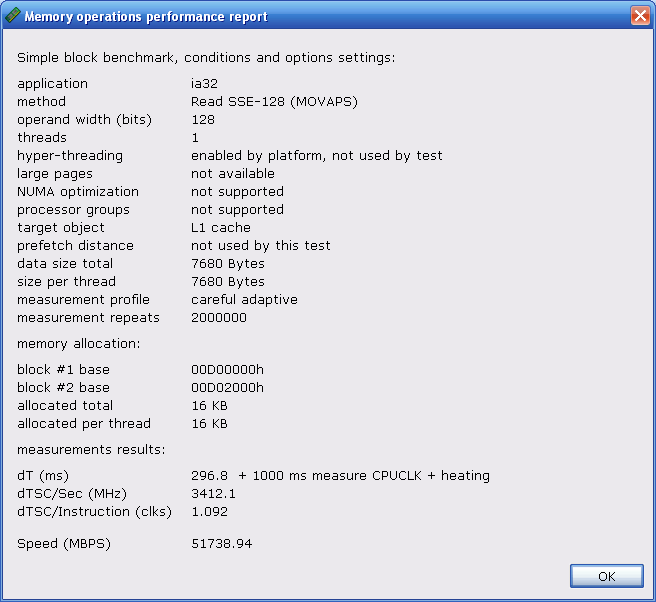 Memory operations performance report
Simple block benchmark, conditions and options settings:
application ia32
method Read SSE-128 (MOVAPS)
operand width (bits) 128
threads 1
hyper-threading enabled by platform, not used by test
large pages not available
NUMA optimization not supported
processor groups not supported
target object L1 cache
prefetch distance not used by this test
data size total 7680 Bytes
size per thread 7680 Bytes
measurement profile careful adaptive
measurement repeats 2000000
memory allocation:
block #1 base 00D00000h
block #2 base 00D02000h
allocated total 16 KB
allocated per thread 16 KB
measurements results:
dT (ms) 296.8 + 1000 ms measure CPUCLK + heating
dTSC/Sec (MHz) 3412.1
dTSC/Instruction (clks) 1.092
Speed (MBPS) 51738.94
OK